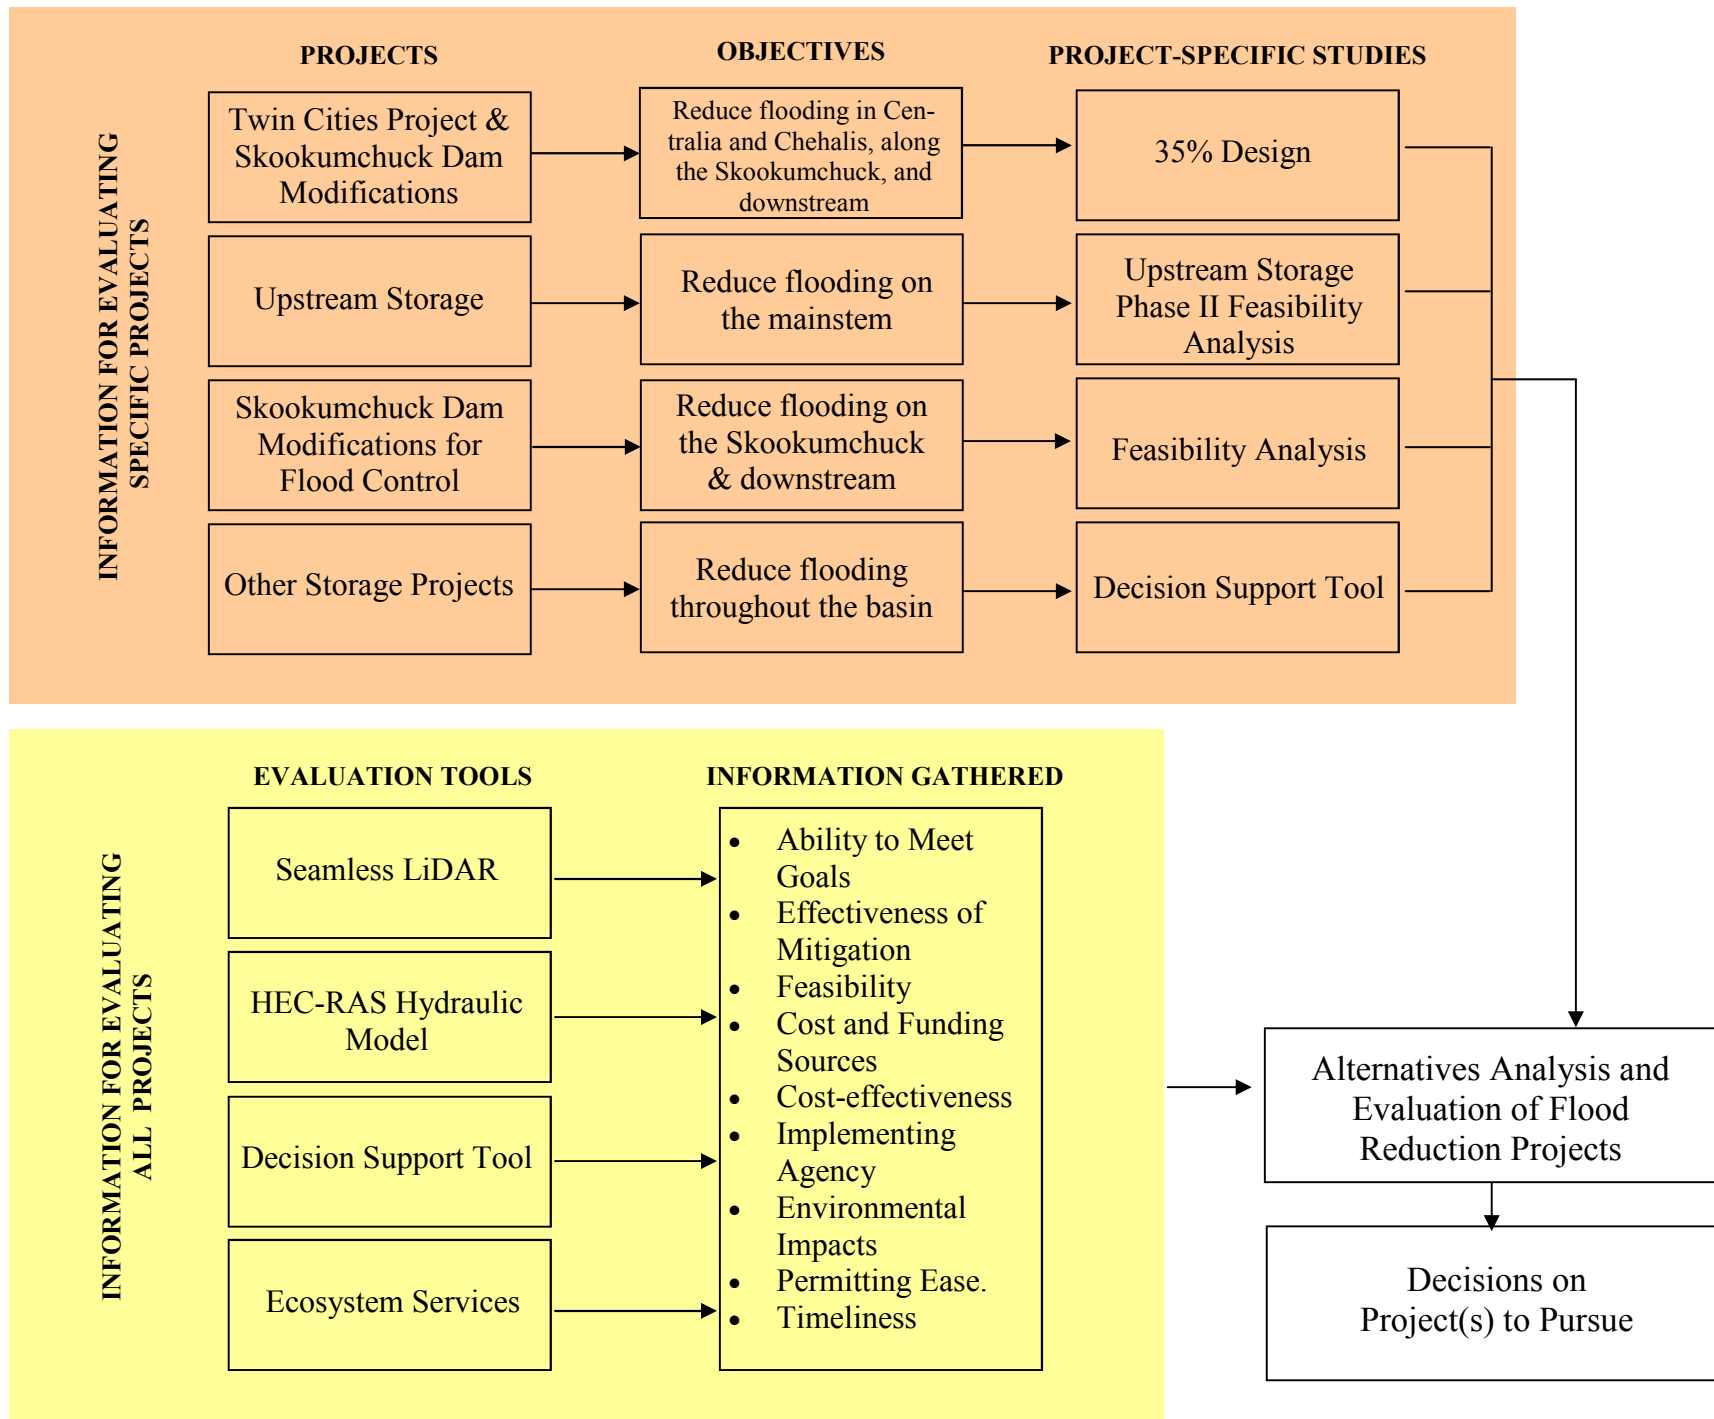 PROJECTS
OBJECTIVES
PROJECT-SPECIFIC STUDIES
INFORMATION FOR EVALUATING
SPECIFIC PROJECTS
Twin Cities Project &
Skookumchuck Dam
Modifications
Reduce flooding in Cen-
tralia and Chehalis, along
the Skookumchuck, and
downstream
35% Design
Upstream Storage
Reduce flooding on
the mainstem
Upstream Storage
Phase II Feasibility
Analysis
Skookumchuck Dam
Modifications for
Flood Control
Reduce flooding on
the Skookumchuck
& downstream
Feasibility Analysis
Other Storage Projects
Reduce flooding
throughout the basin
Decision Support Tool
EVALUATION TOOLS
INFORMATION GATHERED
INFORMATION FOR EVALUATING
ALL PROJECTS
Seamless LiDAR
HEC-RAS Hydraulic
Model
Decision Support Tool
Ecosystem Services
• Ability to Meet
Goals
• Effectiveness of
Mitigation
• Feasibility
• Cost and Funding
Sources
• Cost-effectiveness
• Implementing
Agency
• Environmental
Impacts
• Permitting Ease.
• Timeliness
Alternatives Analysis and
Evaluation of Flood
Reduction Projects
Decisions on
Project(s) to Pursue